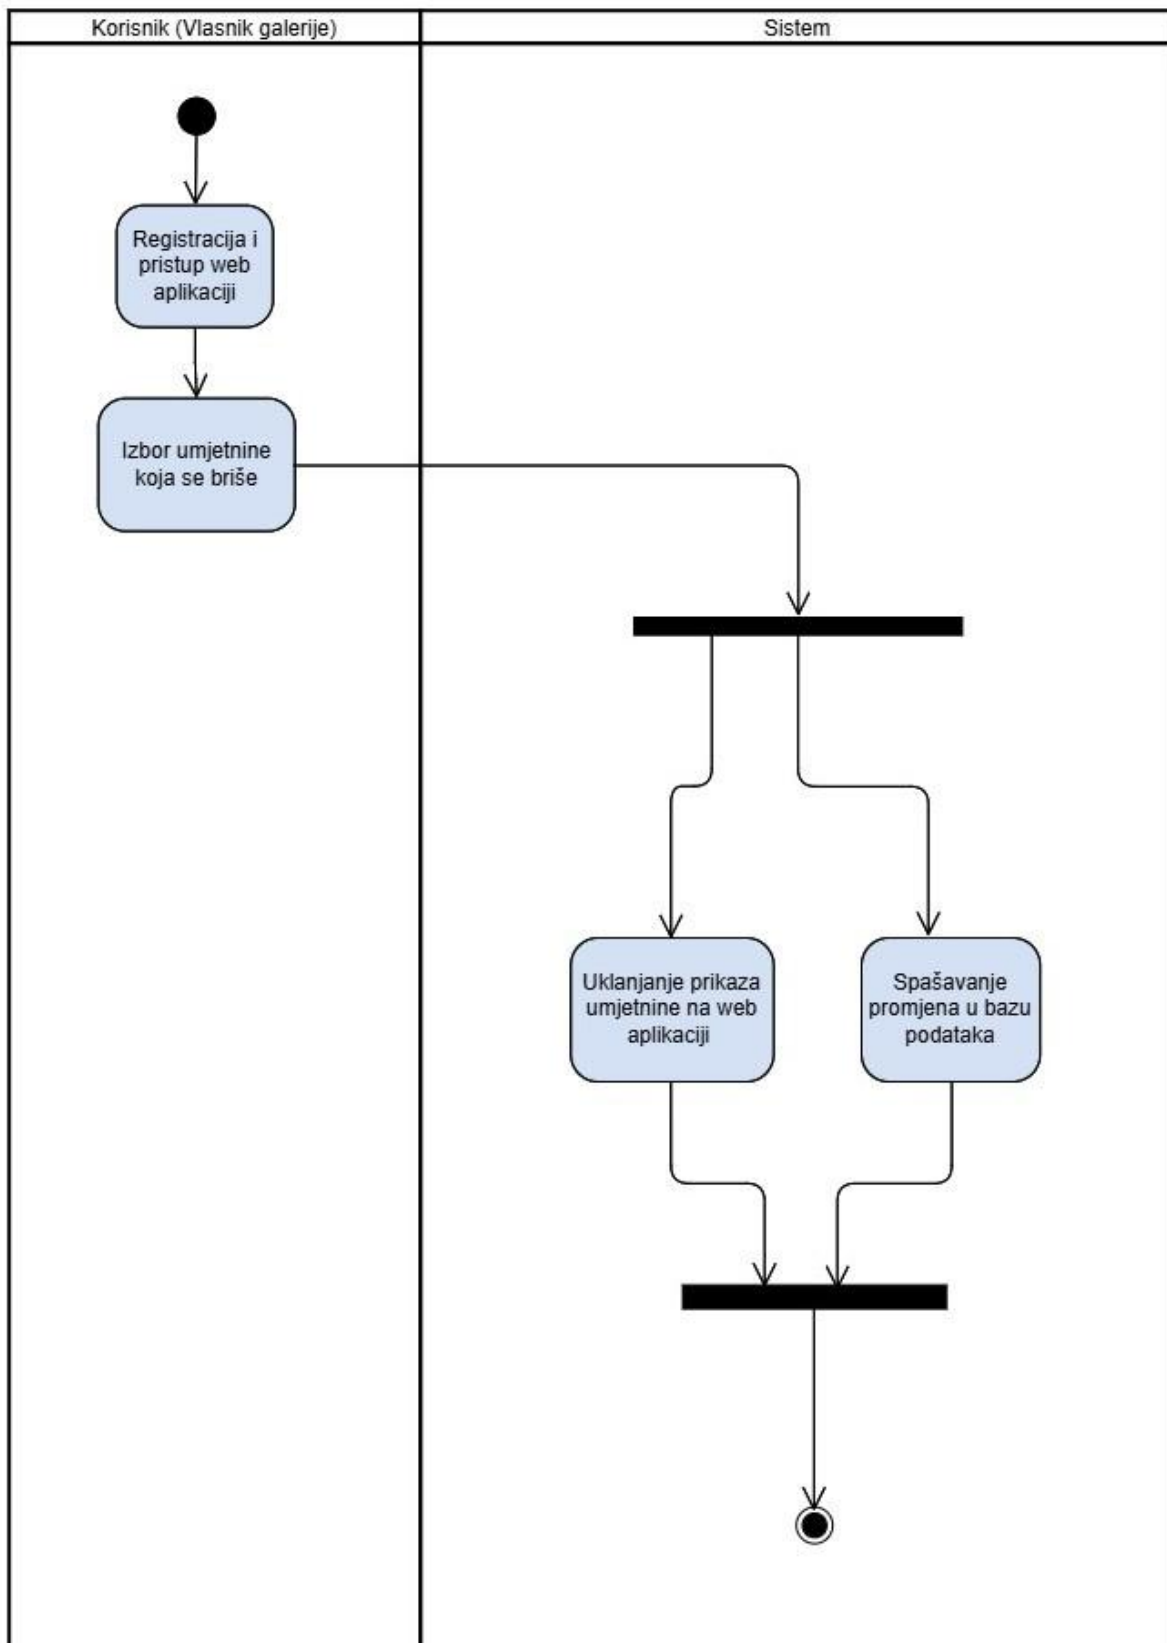 Korisnik (Vlasnik galerije)
Sistem
Registracija i
pristup web
aplikaciji
Izbor umjetnine
koja se briše
Uklanjanje prikaza
umjetnine na web
aplikaciji
Spašavanje
promjena u bazu
podataka